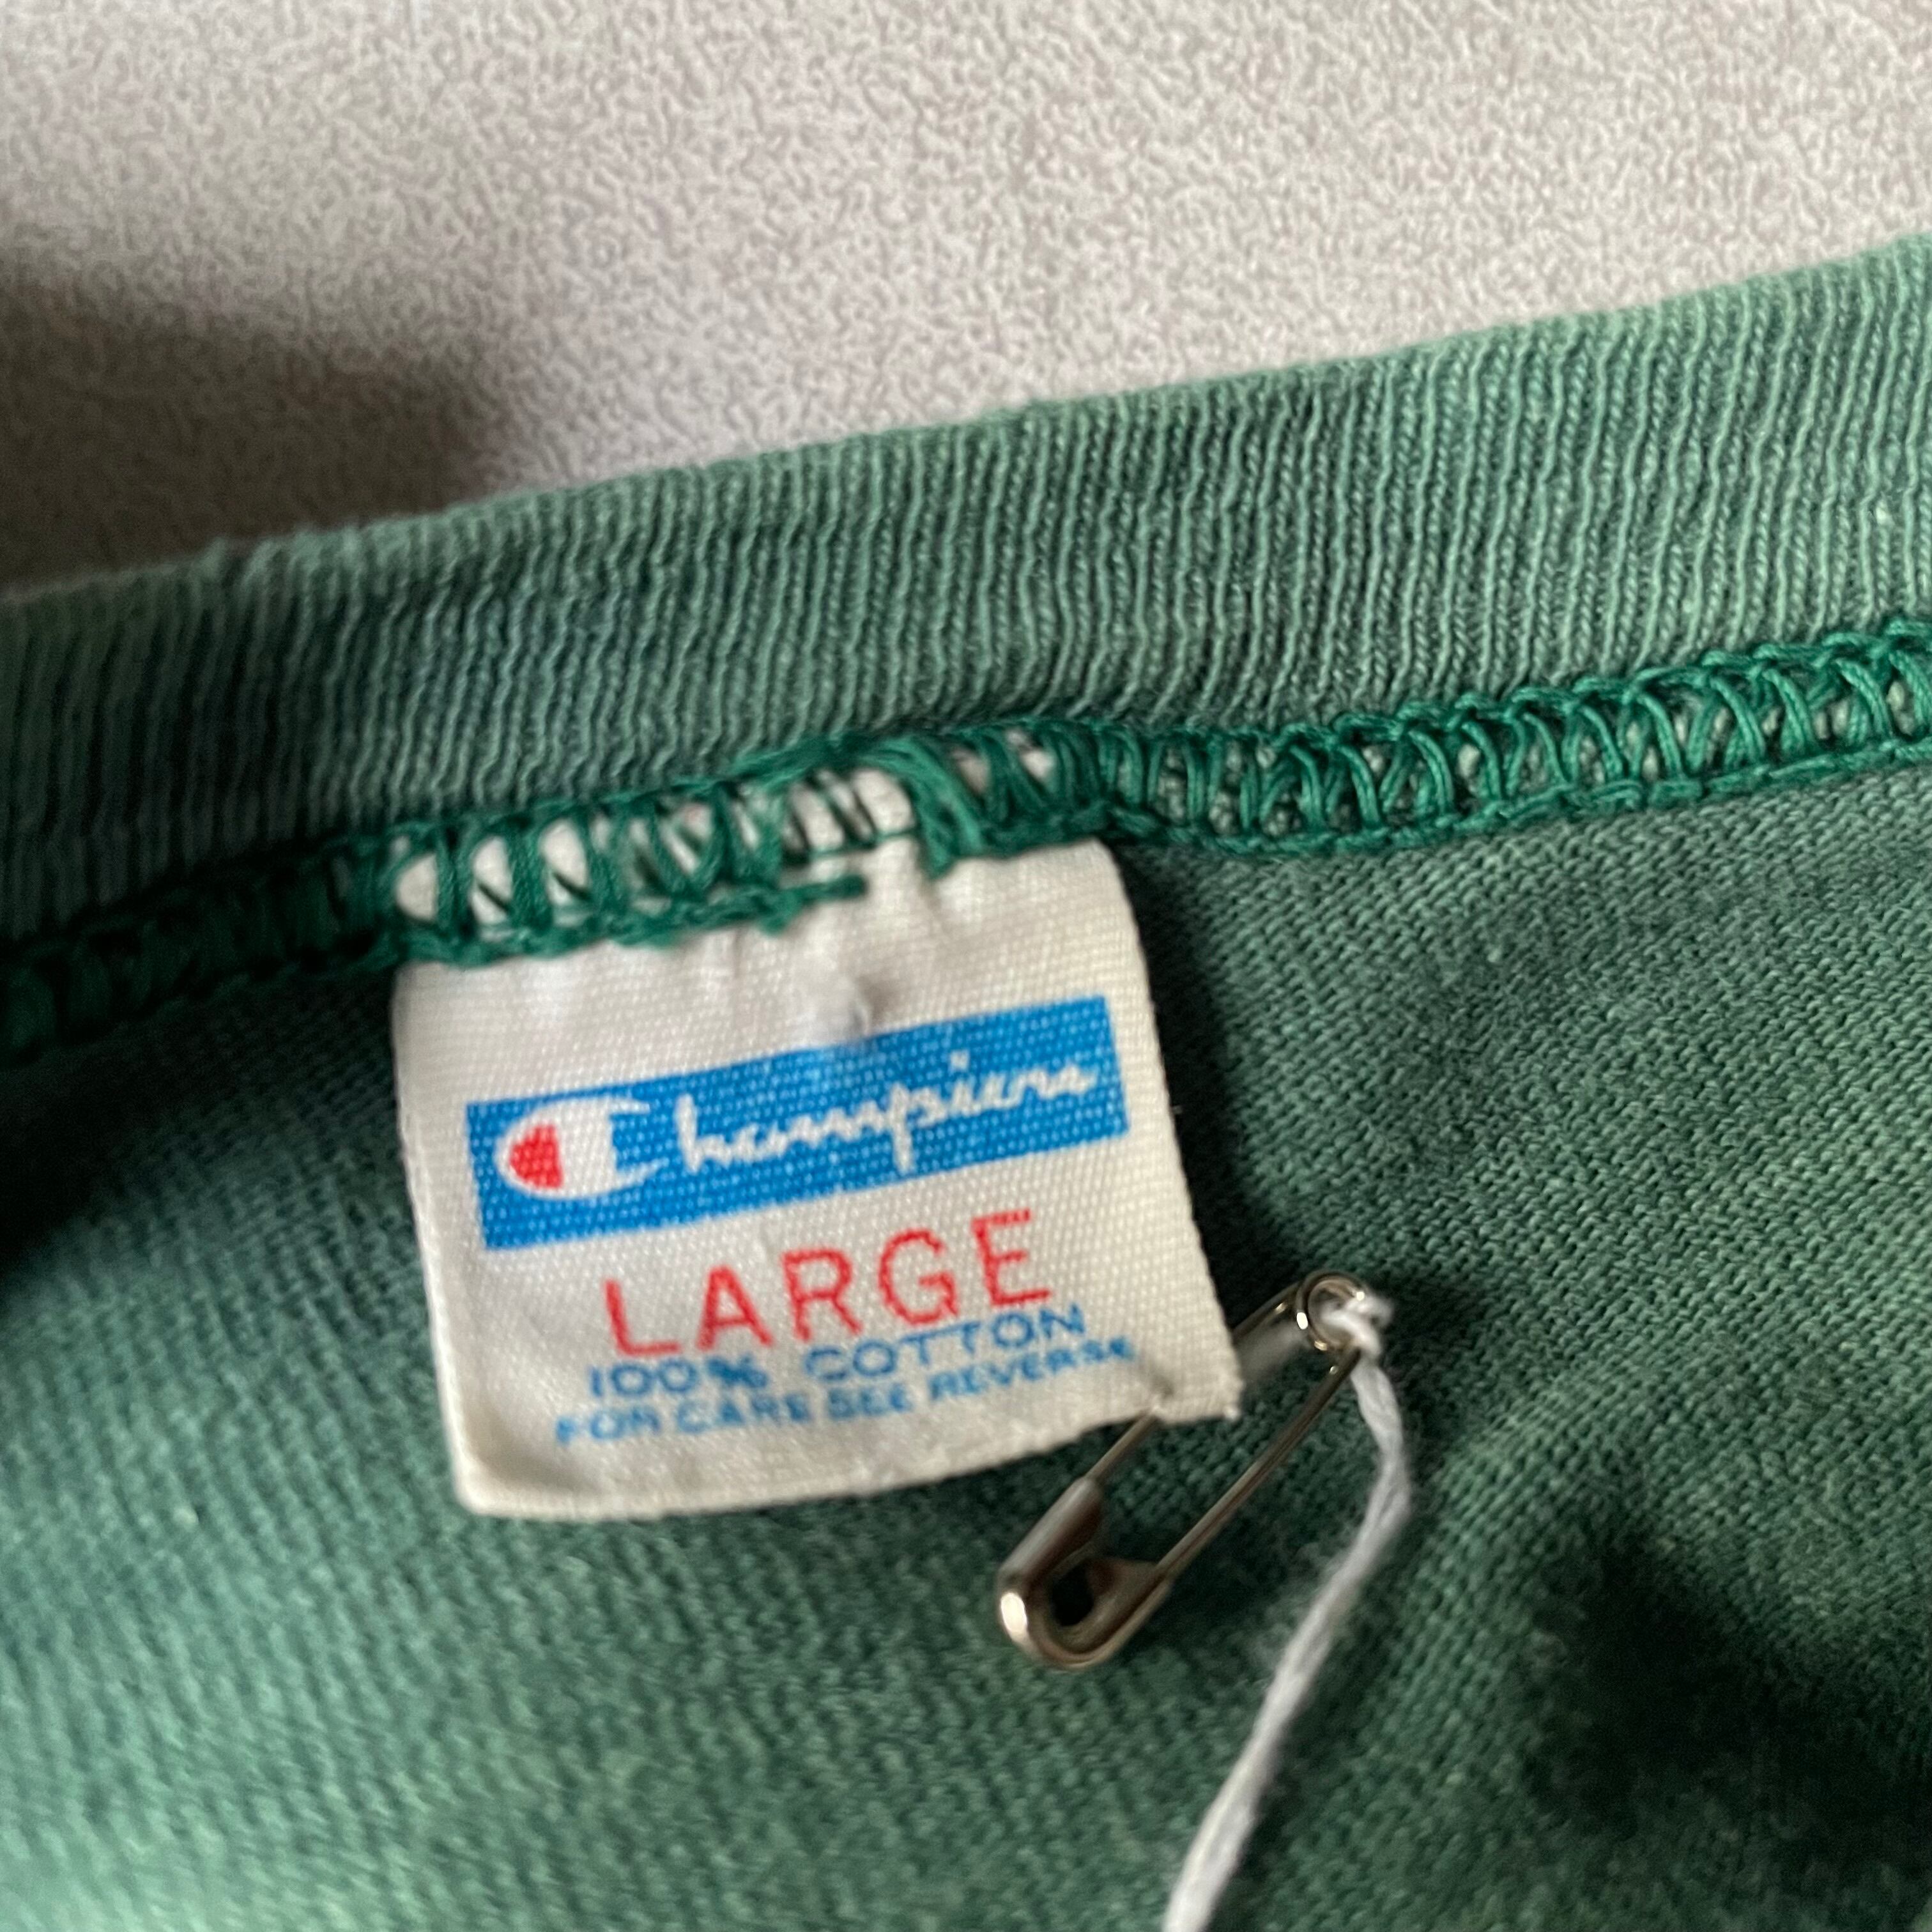 Champion
LARGE
100% COTTON
FOR CARE SEE REVERSE